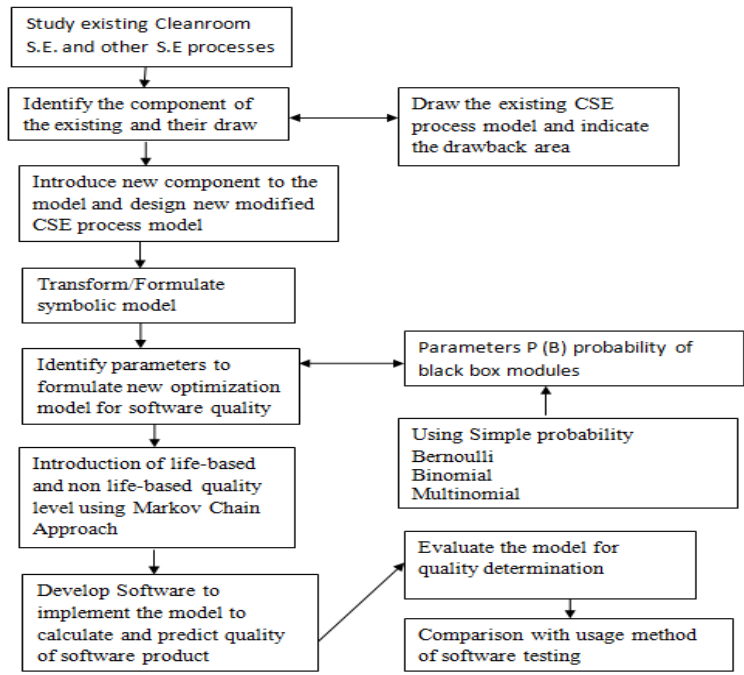 Study existing Cleanroom
S.E. and other S.E processes
Identify the component of
the existing and their draw
Draw the existing CSE
process model and indicate
the drawback area
Introduce new component to the
model and design new modified
CSE process model
Transform/Formulate
symbolic model
Identify parameters to
formulate new optimization
model for software quality
Parameters P (B) probability of
black box modules
Using Simple probability
Bernoulli
Binomial
Multinomial
Introduction of life-based
and non life-based quality
level using Markov Chain
Approach
Develop Software to
implement the model to
calculate and predict quality
of software product
Evaluate the model for
quality determination
Comparison with usage method
of software testing